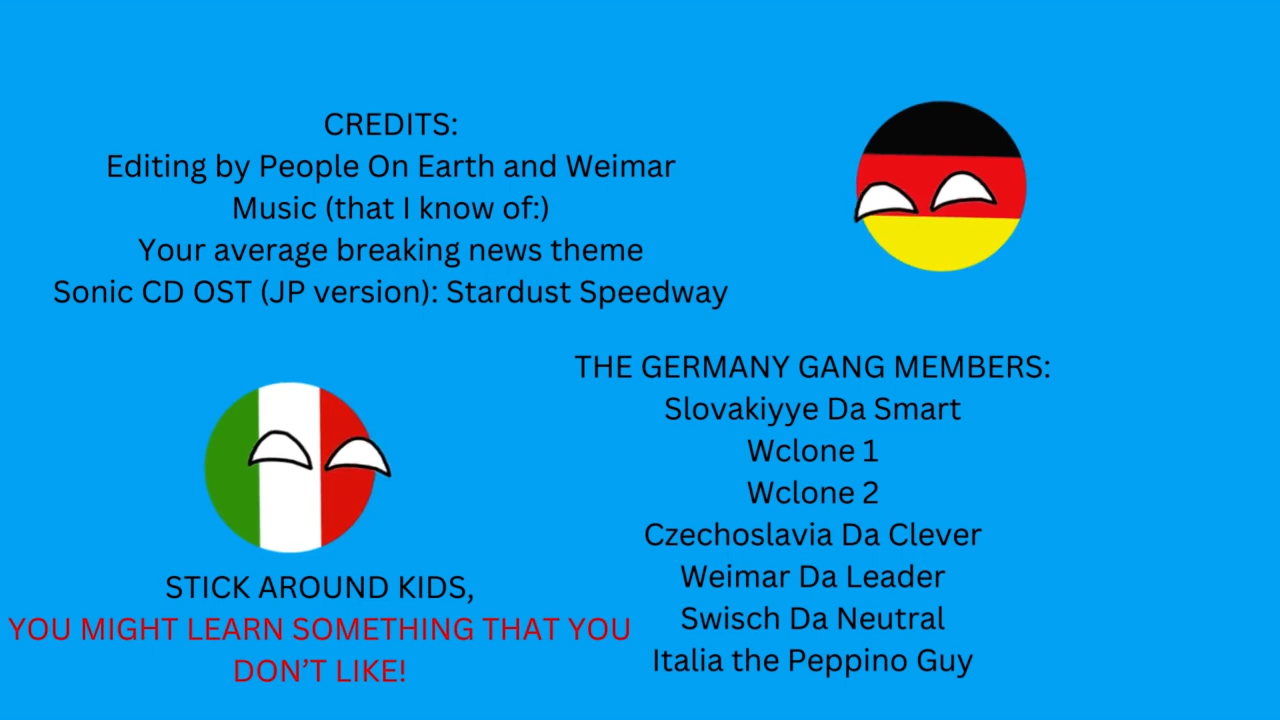 CREDITS:
Editing by People On Earth and Weimar
Music (that I know of:)
Your average breaking news theme
Sonic CD OST (JP version): Stardust Speedway
THE GERMANY GANG MEMBERS:
Slovakiyye Da Smart
Wclone 1
Wclone 2
Czechoslavia Da Clever
Weimar Da Leader
Swisch Da Neutral
Italia the Peppino Guy
STICK AROUND KIDS,
YOU MIGHT LEARN SOMETHING THAT YOU
DON’T LIKE!